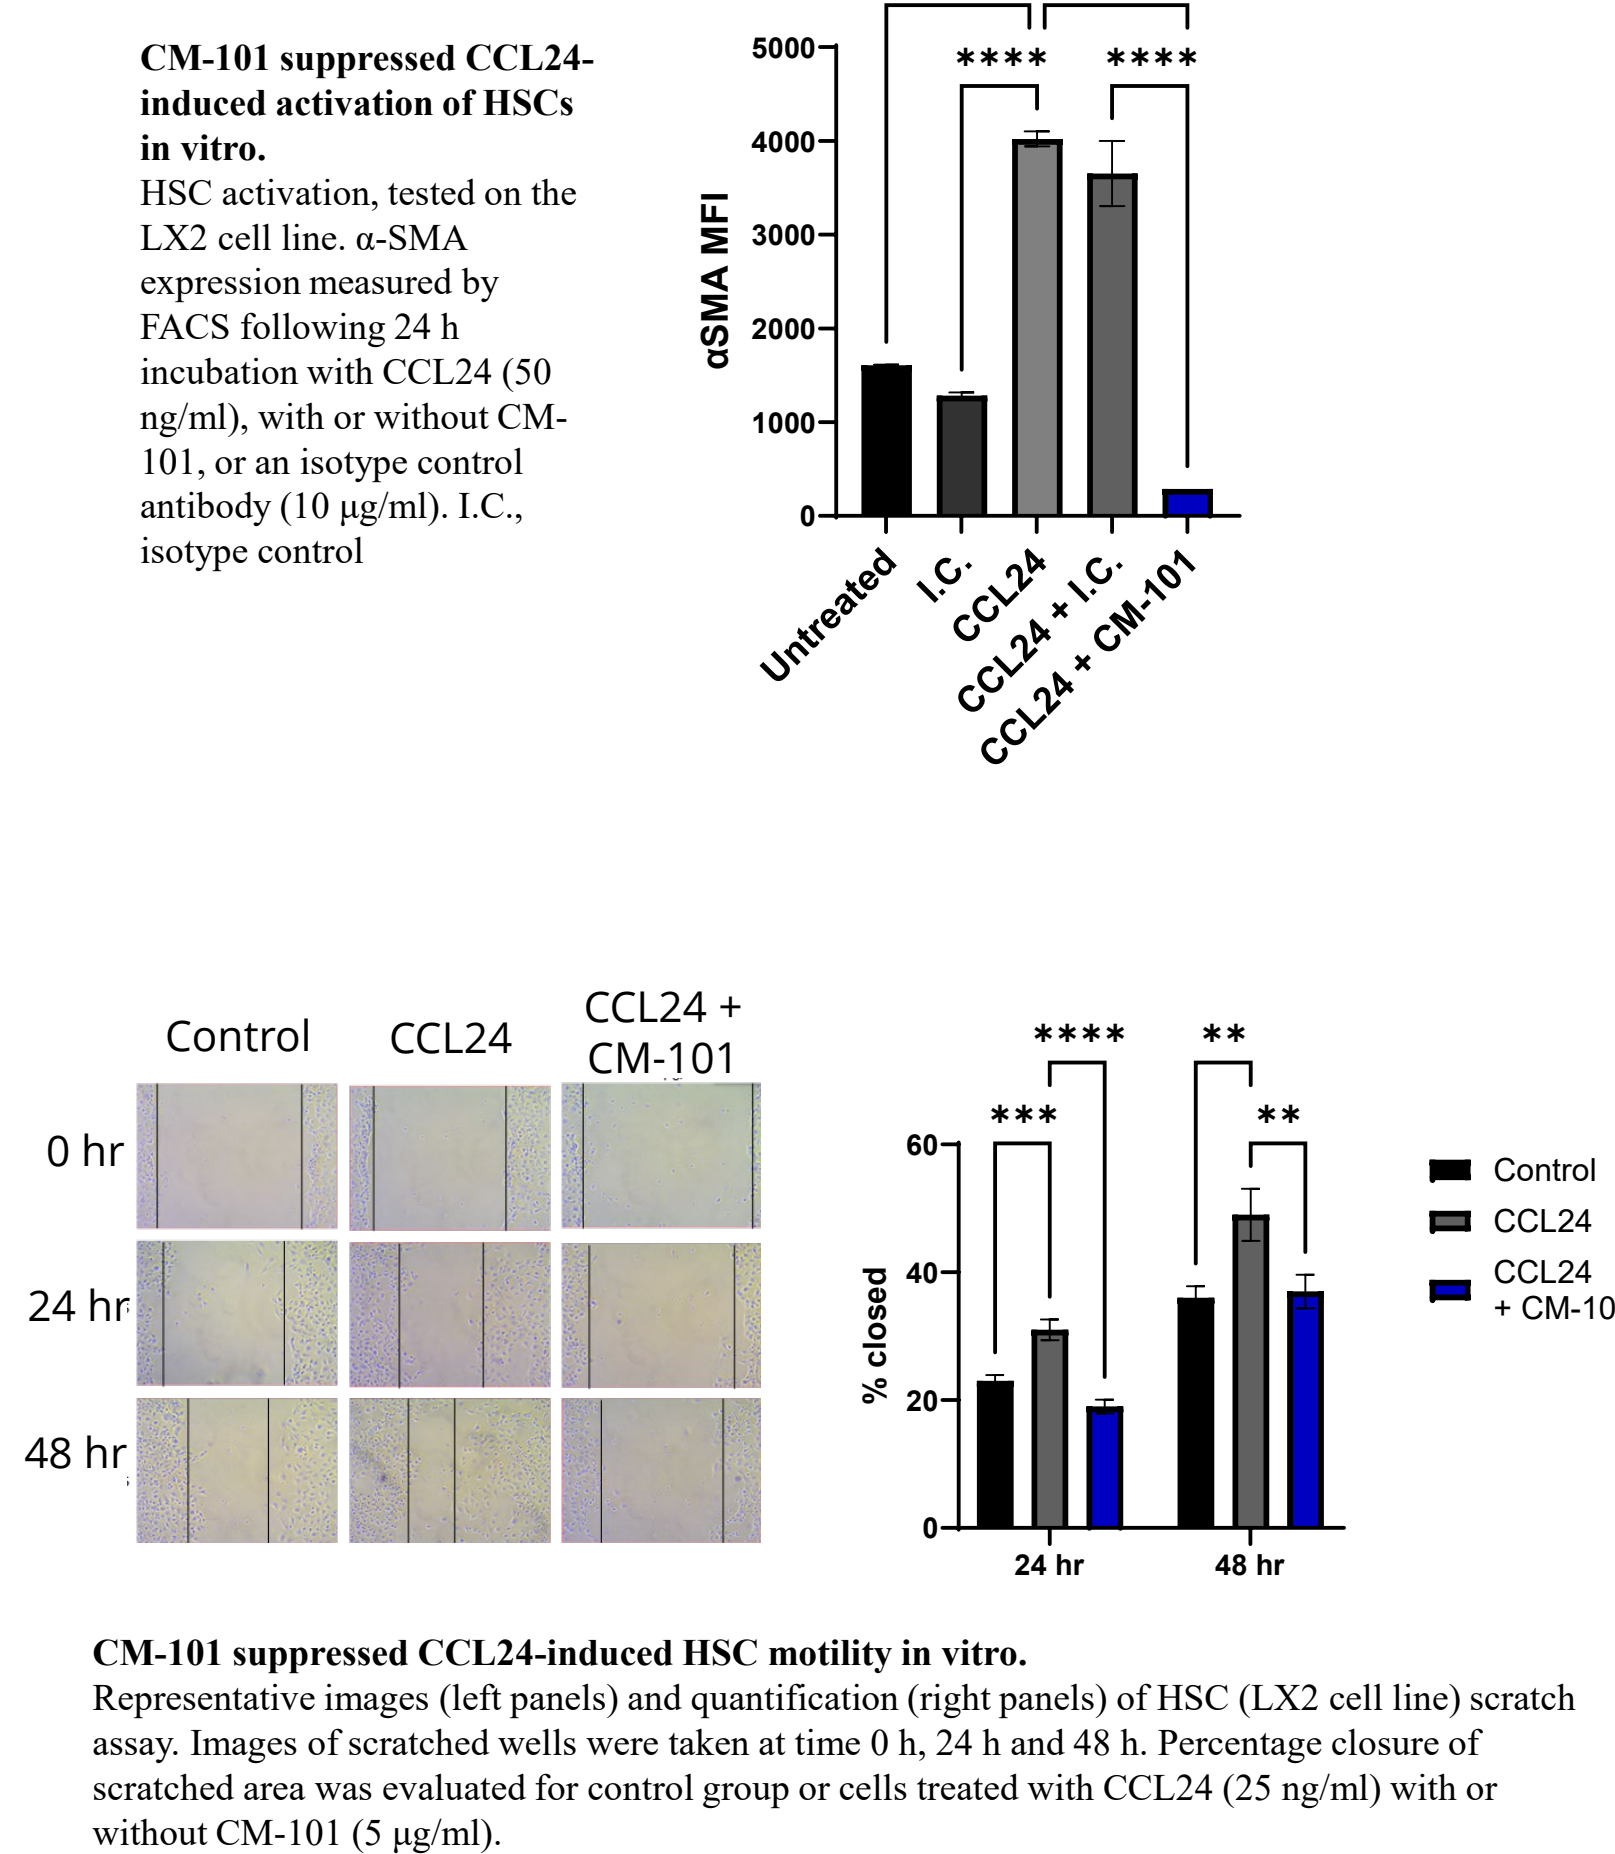 CM-101 suppressed CCL24-
induced activation of HSCs
in vitro.
HSC activation, tested on the
LX2 cell line. α-SMA
expression measured by
FACS following 24 h
incubation with CCL24 (50
ng/ml), with or without CM-
101, or an isotype control
antibody (10 μg/ml). I.C.,
isotype control
αSMA MFI
5000
4000
3000
2000
1000
0
**** ****
Untreated
I.C.
CCL24
CCL24 + I.C.
CCL24 + CM-101
Control
CCL24
CCL24 +
CM-101
0 hr
24 hr
48 hr
% closed
60
40
20
0
*** **** ** **
24 hr
48 hr
Control
CCL24
CCL24
+ CM-10
CM-101 suppressed CCL24-induced HSC motility in vitro.
Representative images (left panels) and quantification (right panels) of HSC (LX2 cell line) scratch
assay. Images of scratched wells were taken at time 0 h, 24 h and 48 h. Percentage closure of
scratched area was evaluated for control group or cells treated with CCL24 (25 ng/ml) with or
without CM-101 (5 μg/ml).